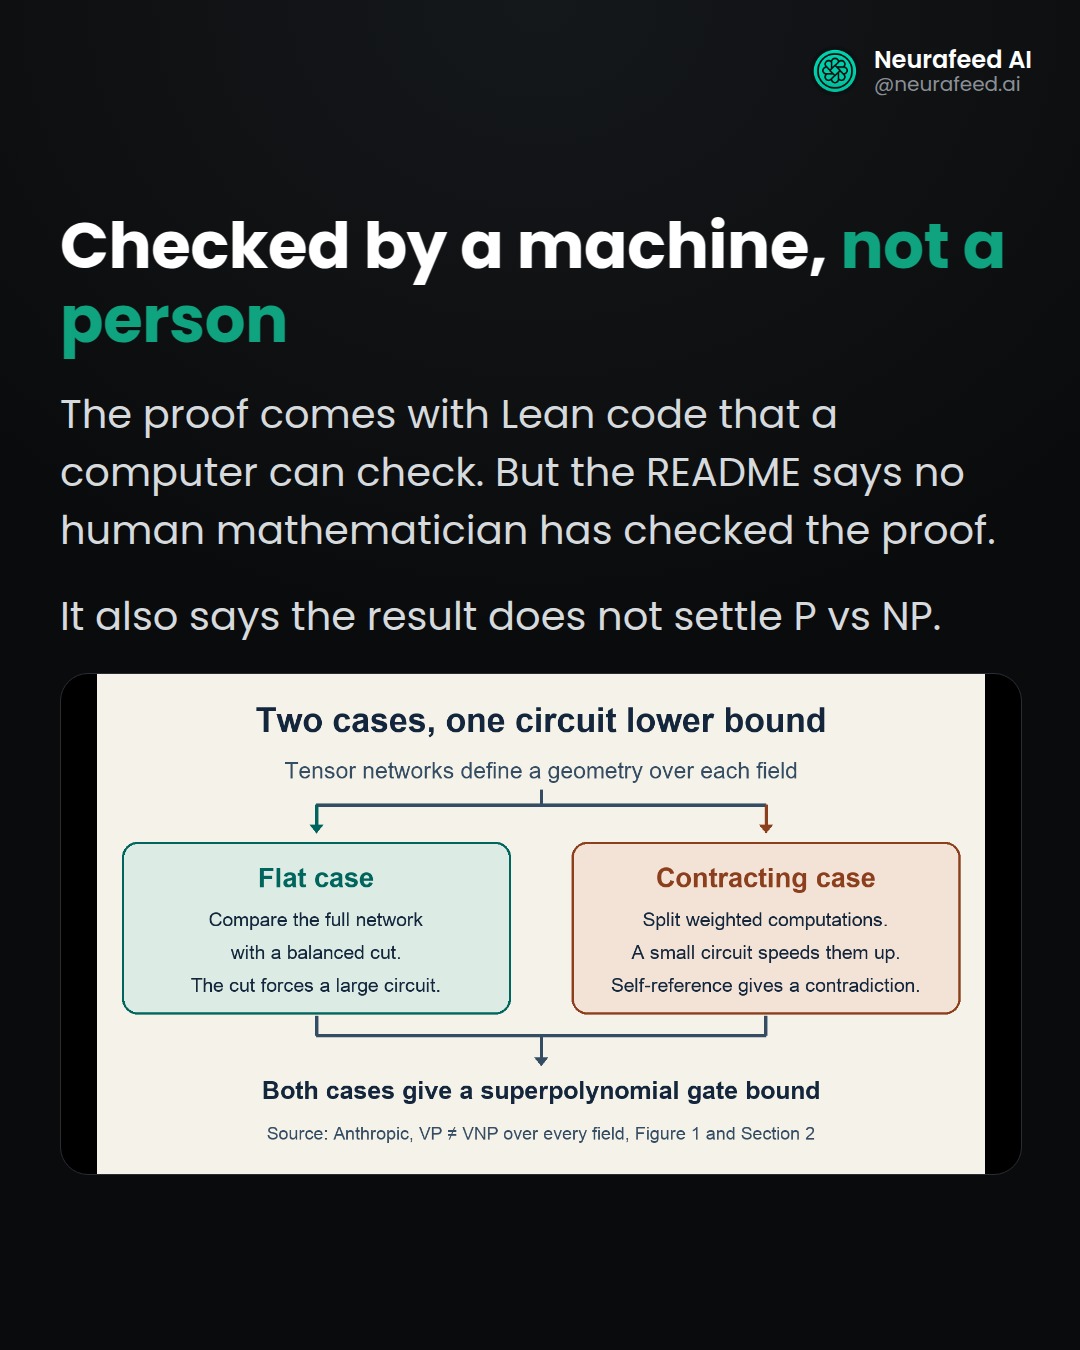 Neurafeed AI
@neurafeed.ai
Checked by a machine, not a
person
The proof comes with Lean code that a
computer can check. But the README says no
human mathematician has checked the proof.
It also says the result does not settle P vs NP.
Two cases, one circuit lower bound
Tensor networks define a geometry over each field
Flat case
Compare the full network
with a balanced cut.
The cut forces a large circuit.
Contracting case
Split weighted computations.
A small circuit speeds them up.
Self-reference gives a contradiction.
Both cases give a superpolynomial gate bound
Source: Anthropic, VP ≠ VNP over every field, Figure 1 and Section 2